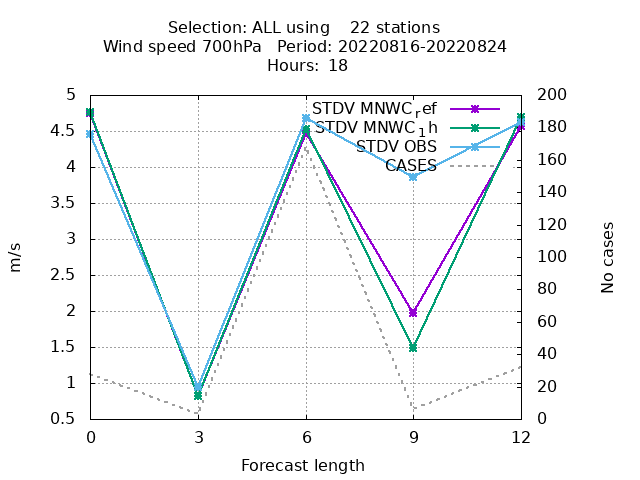 Selection: ALL using    22 stations
Wind speed 700hPa   Period: 20220816-20220824
Hours:  18
STDV MNWCref
STDV MNWC1h
STDV OBS
CASES
5
4.5
4
3.5
3
2.5
2
1.5
1
0.5
200
180
160
140
120
100
80
60
40
20
0
m/s
No cases
0 3 6 9 12
Forecast length